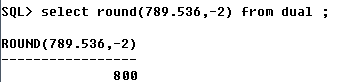 SQL> select round(789.536,-2) from dual ;
ROUND(789.536,-2)
-----------------
800